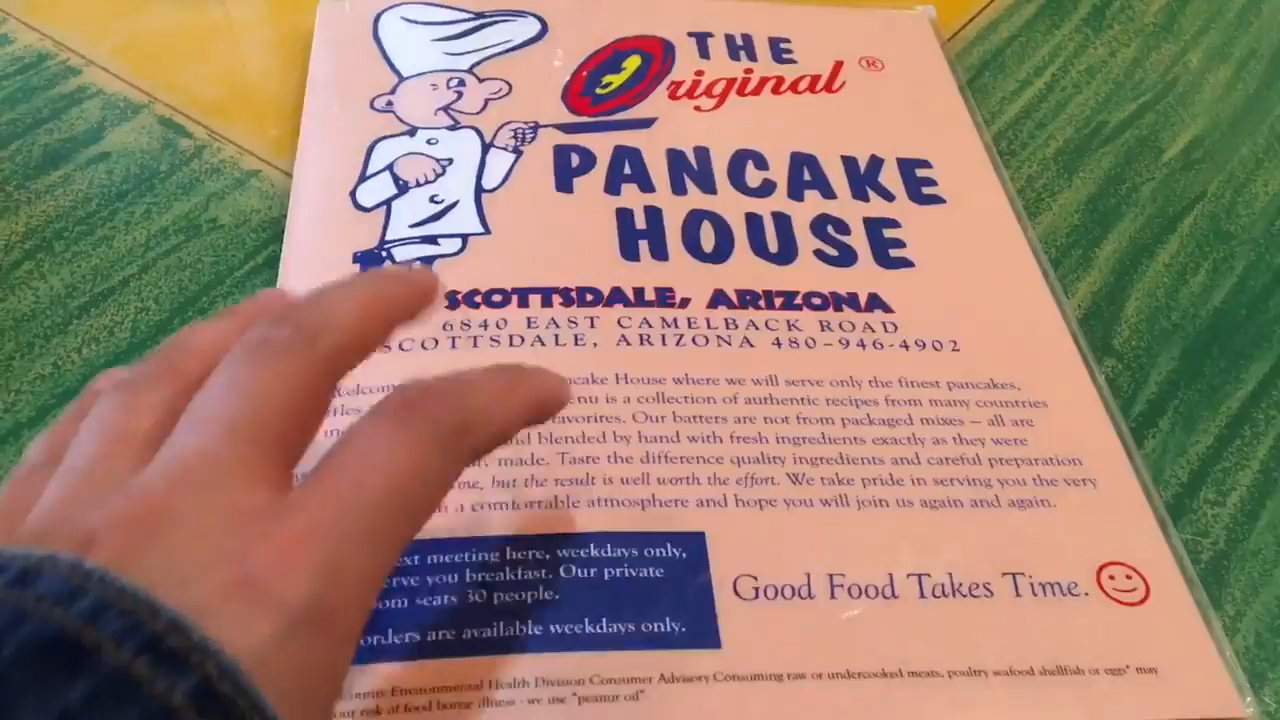 THE
Original ®
PANCAKE
HOUSE
SCOTTSDALE, ARIZONA
6840 EAST CAMELBACK ROAD
SCOTTSDALE, ARIZONA 480-946-4902
House where we will serve only the finest pancakes,
is a collection of authentic recipes from many countries
favorites. Our batters are not from packaged mixes – all are
blended by hand with fresh ingredients exactly as they were
made. Taste the difference quality ingredients and careful preparation
but the result is well worth the effort. We take pride in serving you the very
a comfortable atmosphere and hope you will join us again and again.
meeting here, weekdays only,
you breakfast. Our private
seats 30 people.
orders are available weekdays only.
Good Food Takes Time.
Environmental Health Division Consumer Advisory Consuming raw or undercooked meats, poultry seafood shellfish or eggs* may
risk of food borne illness - we use "peanut oil"